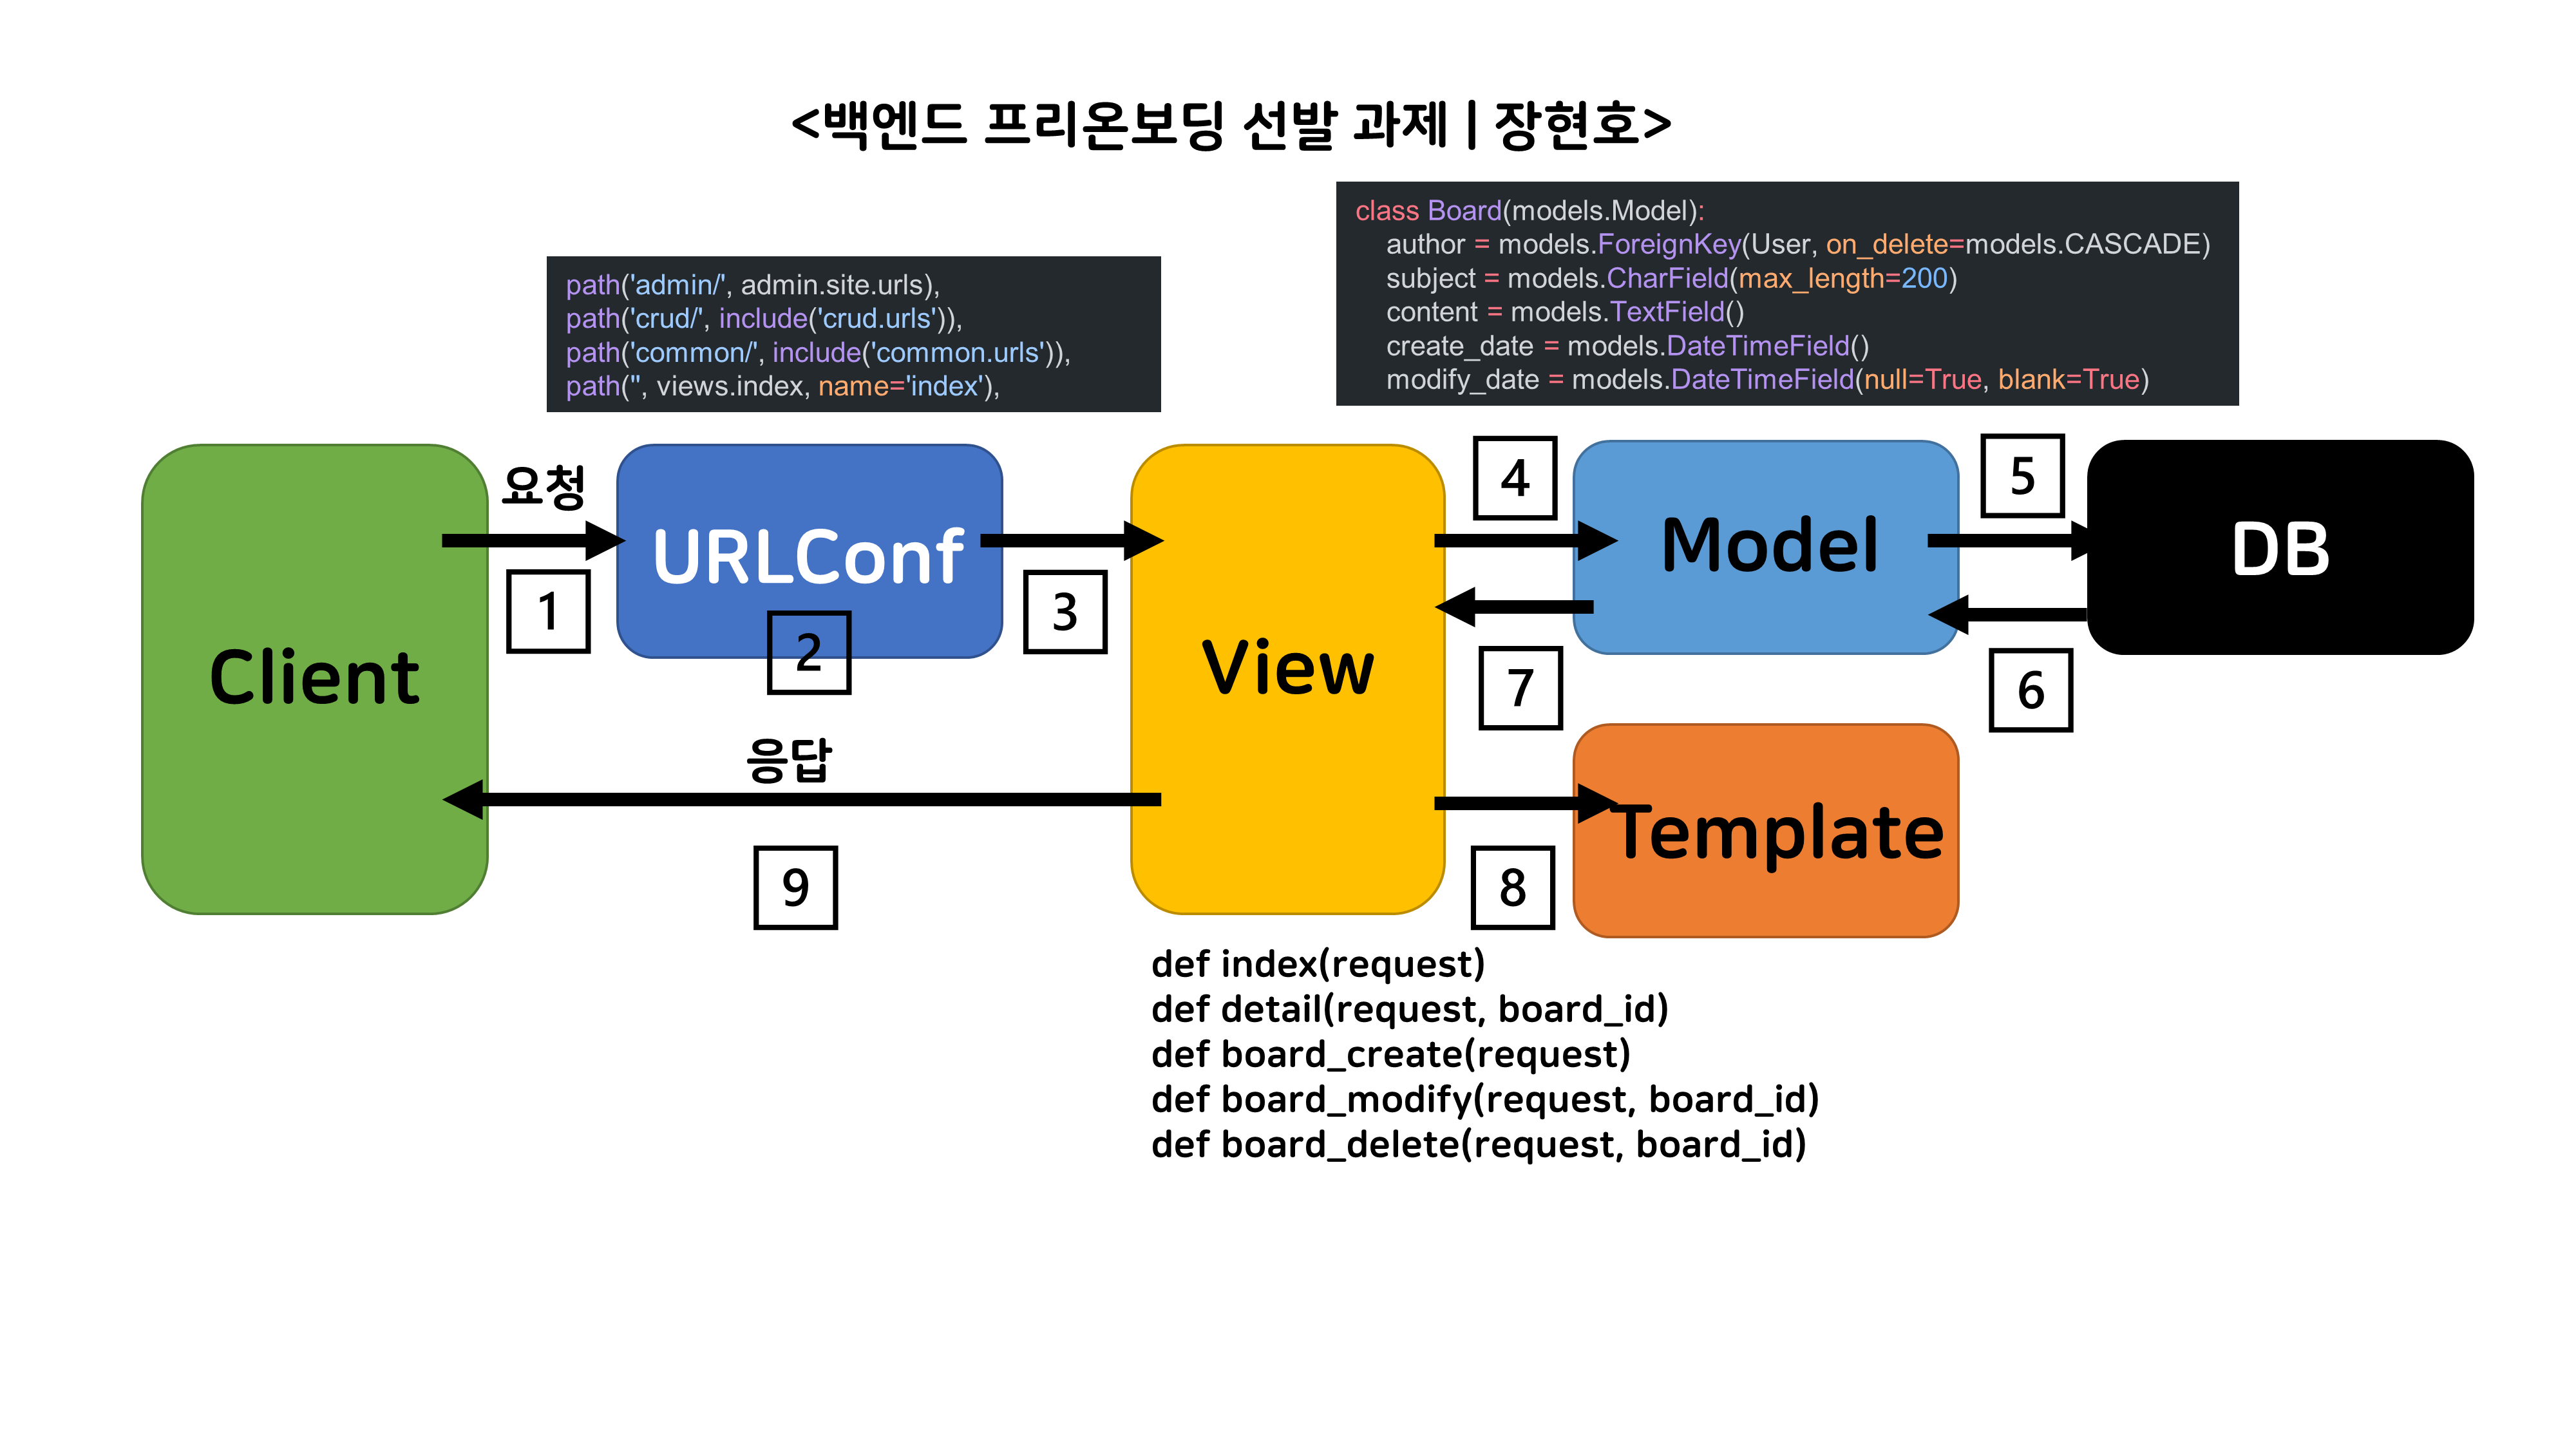 <백엔드 프리온보딩 선발 과제 | 장현호>
path('admin/', admin.site.urls),
path('crud/', include('crud.urls')),
path('common/', include('common.urls')),
path('', views.index, name='index'),
class Board(models.Model):
author = models.ForeignKey(User, on_delete=models.CASCADE)
subject = models.CharField(max_length=200)
content = models.TextField()
create_date = models.DateTimeField()
modify_date = models.DateTimeField(null=True, blank=True)
Client
요청
1
URLConf
2
3
View
4
Model
5
DB
6
7
Template
8
응답
9
def index(request)
def detail(request, board_id)
def board_create(request)
def board_modify(request, board_id)
def board_delete(request, board_id)